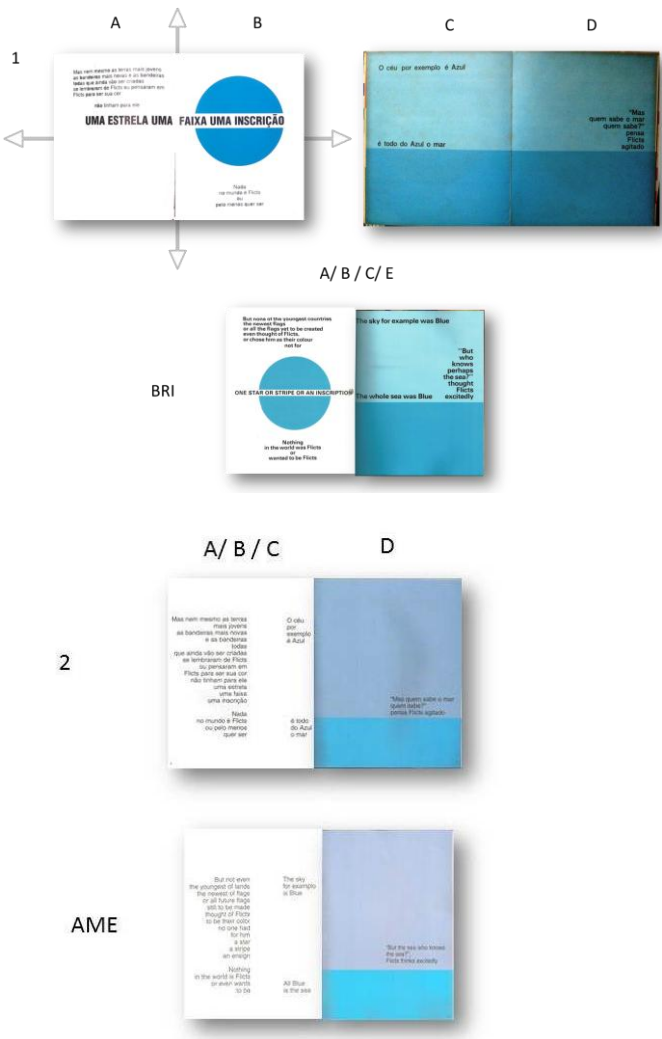 A
B
C
D
1
Mas nem mesmo as terras mais jovens
as bandeiras mais novas e as bandeiras
todas que ainda vão ser criadas
se lembraram de Flicts ou pensaram em
Flicts para ser sua cor
não tinham para ele
UMA ESTRELA UMA FAIXA UMA INSCRIÇÃO
Nada
no mundo é Flicts
ou
pelo menos quer ser
O céu por exemplo é Azul
é todo do Azul o mar
"Mas
quem sabe o mar
quem sabe?"
pensa
Flicts
agitado
A/ B / C/ E
BRI
But none of the youngest countries
the newest flags
or all the flags yet to be created
even thought of Flicts,
or chose him as their colour
not for
ONE STAR OR STRIPE OR AN INSCRIPTION
Nothing
in the world was Flicts
or
wanted to be Flicts
The sky for example was Blue
"But
who
knows
perhaps
the sea?"
thought
Flicts
excitedly
The whole sea was Blue
A/ B / C
D
2
Mas nem mesmo as terras
mais jovens
as bandeiras mais novas
e as bandeiras
todas
que ainda vão ser criadas
se lembraram de Flicts
ou pensaram em
Flicts para ser sua cor
não tinham para ele
uma estrela
uma faixa
uma inscrição
Nada
no mundo é Flicts
ou pelo menos
quer ser
O céu
por
exemplo
é Azul
é todo
do Azul
o mar
"Mas quem sabe o mar
quem sabe?"
pensa Flicts agitado
AME
But not even
the youngest of lands
the newest of flags
or all future flags
still to be made
thought of Flicts
to be their color
no one had
for him
a star
a stripe
an ensign
Nothing
in the world is Flicts
or even wants
to be
The sky
for example
is Blue
All Blue
is the sea
"But the sea who knows
the sea?",
Flicts thinks excitedly